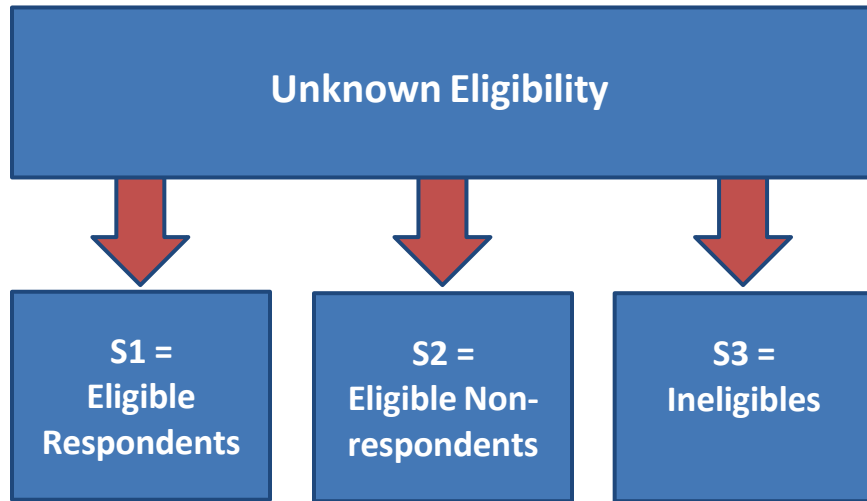 Unknown Eligibility
S1 =
Eligible
Respondents
S2 =
Eligible Non-
respondents
S3 =
Ineligibles